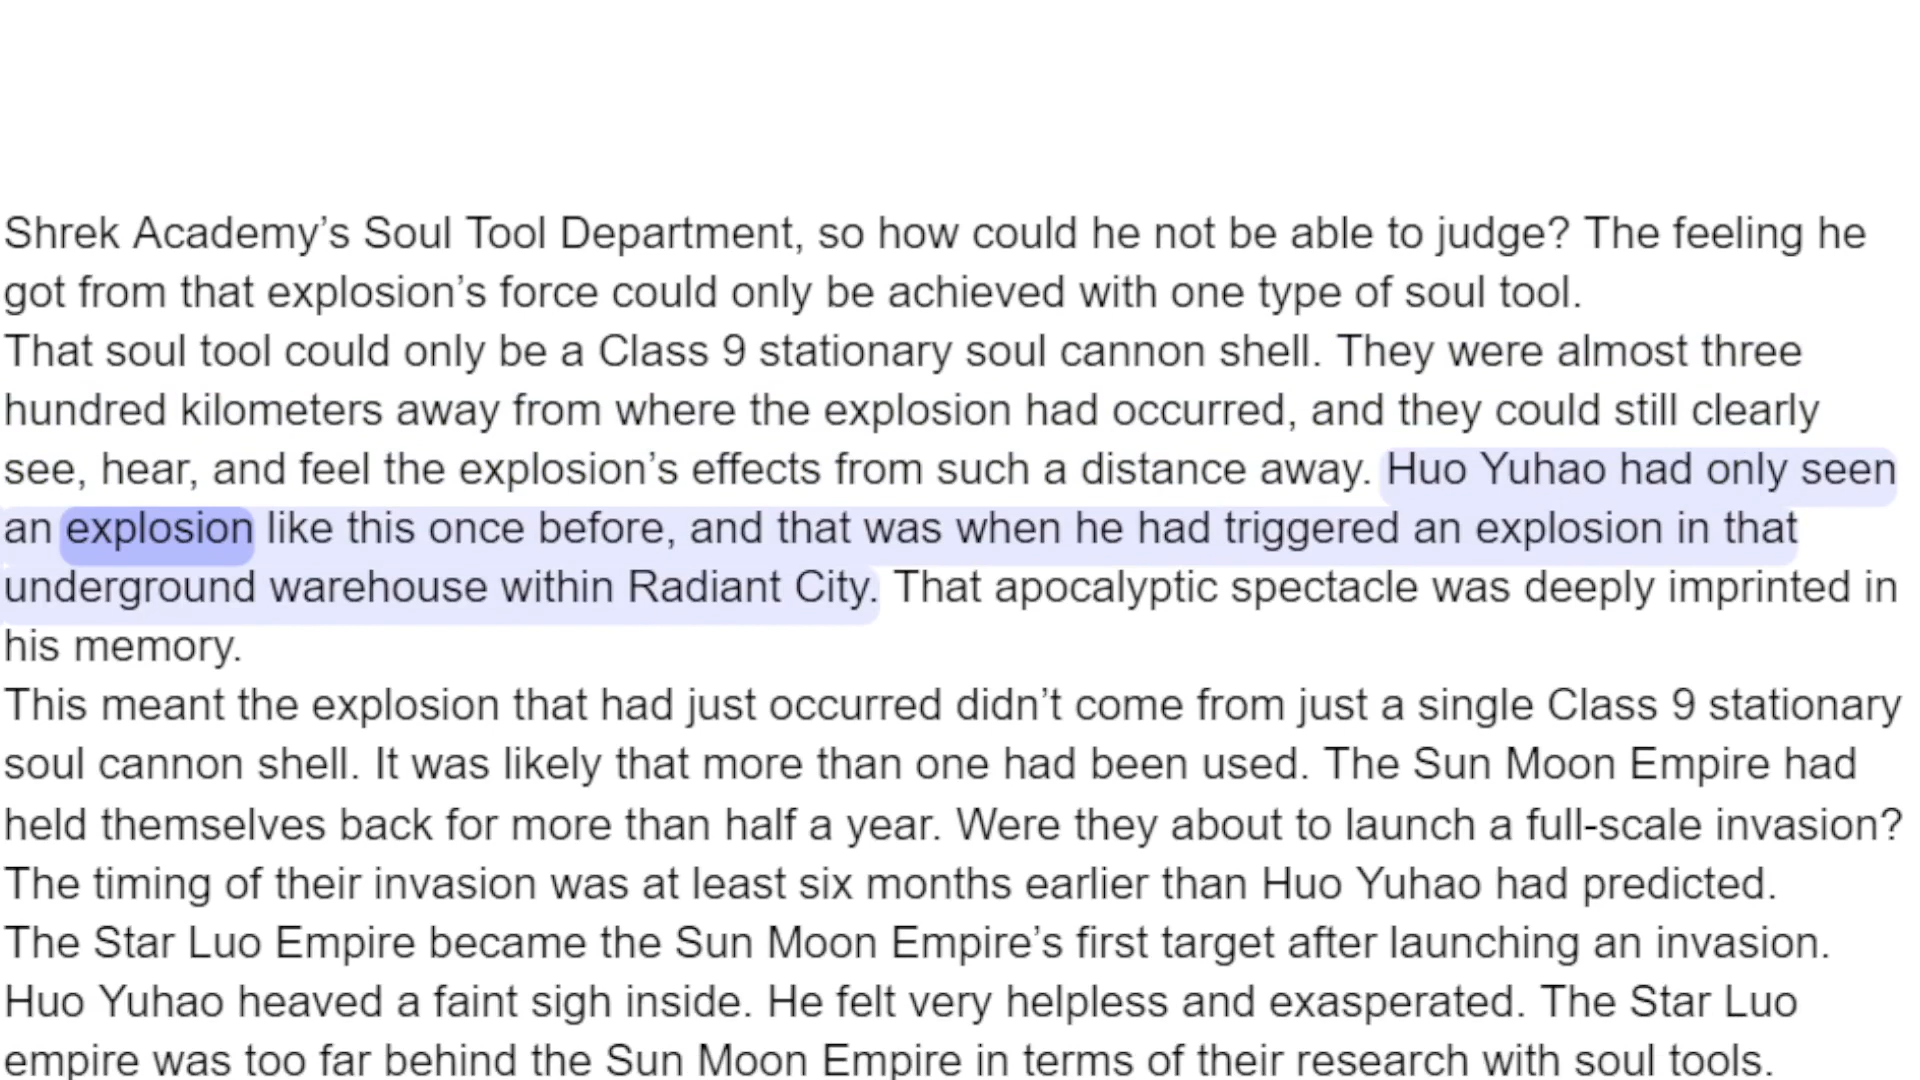 Shrek Academy’s Soul Tool Department, so how could he not be able to judge? The feeling he
got from that explosion’s force could only be achieved with one type of soul tool.
That soul tool could only be a Class 9 stationary soul cannon shell. They were almost three
hundred kilometers away from where the explosion had occurred, and they could still clearly
see, hear, and feel the explosion’s effects from such a distance away. Huo Yuhao had only seen
an explosion like this once before, and that was when he had triggered an explosion in that
underground warehouse within Radiant City. That apocalyptic spectacle was deeply imprinted in
his memory.
This meant the explosion that had just occurred didn’t come from just a single Class 9 stationary
soul cannon shell. It was likely that more than one had been used. The Sun Moon Empire had
held themselves back for more than half a year. Were they about to launch a full-scale invasion?
The timing of their invasion was at least six months earlier than Huo Yuhao had predicted.
The Star Luo Empire became the Sun Moon Empire’s first target after launching an invasion.
Huo Yuhao heaved a faint sigh inside. He felt very helpless and exasperated. The Star Luo
empire was too far behind the Sun Moon Empire in terms of their research with soul tools.